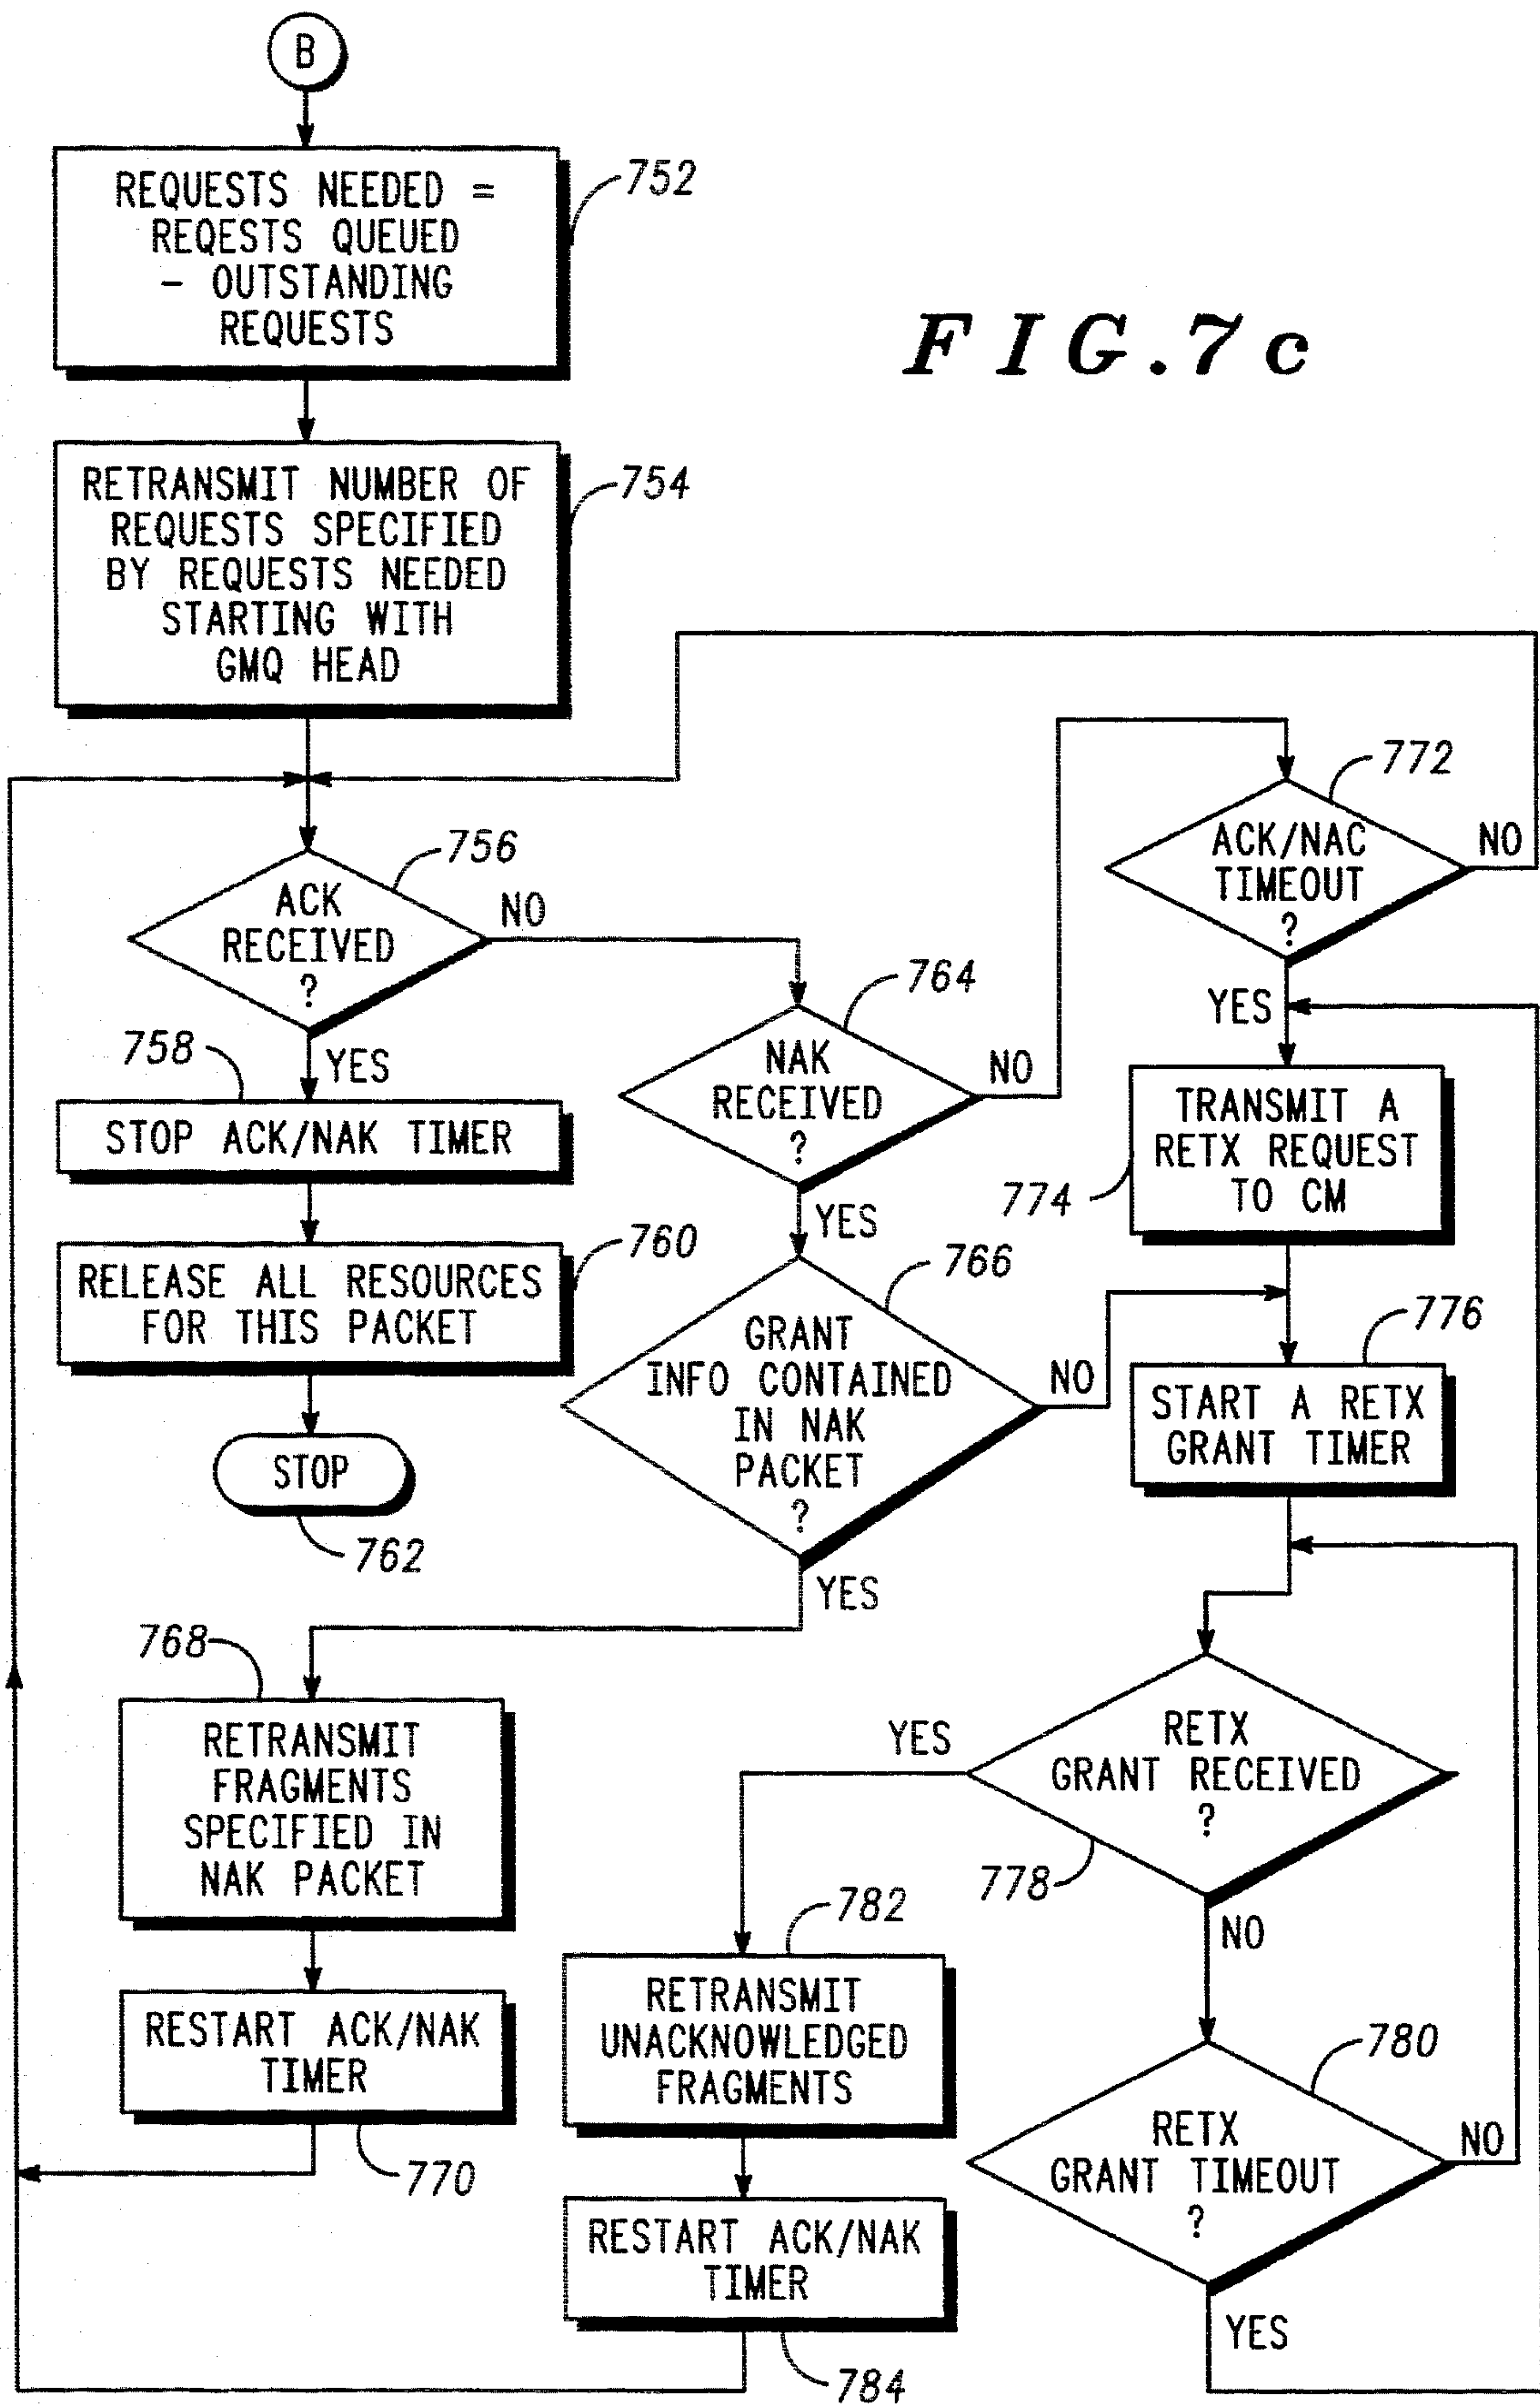 B
REQUESTS NEEDED =
REQESTS QUEUED
- OUTSTANDING
REQUESTS
752
FIG. 7c
RETRANSMIT NUMBER OF
REQUESTS SPECIFIED
BY REQUESTS NEEDED
STARTING WITH
GMQ HEAD
754
772
ACK/NAC
TIMEOUT
?
NO
YES
756
ACK
RECEIVED
?
NO
YES
764
NAK
RECEIVED
?
NO
YES
758
STOP ACK/NAK TIMER
TRANSMIT A
RETX REQUEST
TO CM
774
760
RELEASE ALL RESOURCES
FOR THIS PACKET
766
GRANT
INFO CONTAINED
IN NAK
PACKET
?
NO
YES
776
START A RETX
GRANT TIMER
STOP
762
768
RETRANSMIT
FRAGMENTS
SPECIFIED IN
NAK PACKET
YES
RETX
GRANT RECEIVED
?
778
NO
782
RETRANSMIT
UNACKNOWLEDGED
FRAGMENTS
RESTART ACK/NAK
TIMER
770
780
RETX
GRANT TIMEOUT
?
NO
YES
RESTART ACK/NAK
TIMER
784